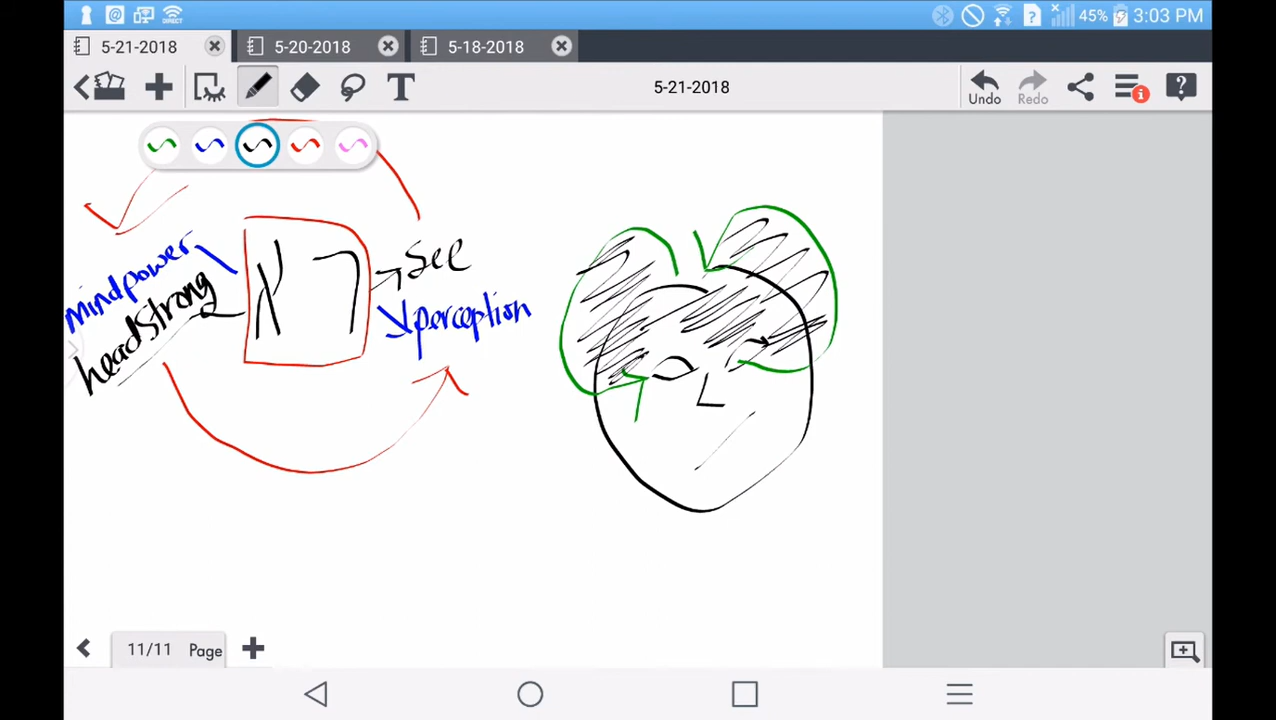 DIRECT
45% 3:03 PM
5-21-2018 5-20-2018 5-18-2018
T 5-21-2018 Undo Redo
See
Mindpower
headstrong
perception
11/11 Page